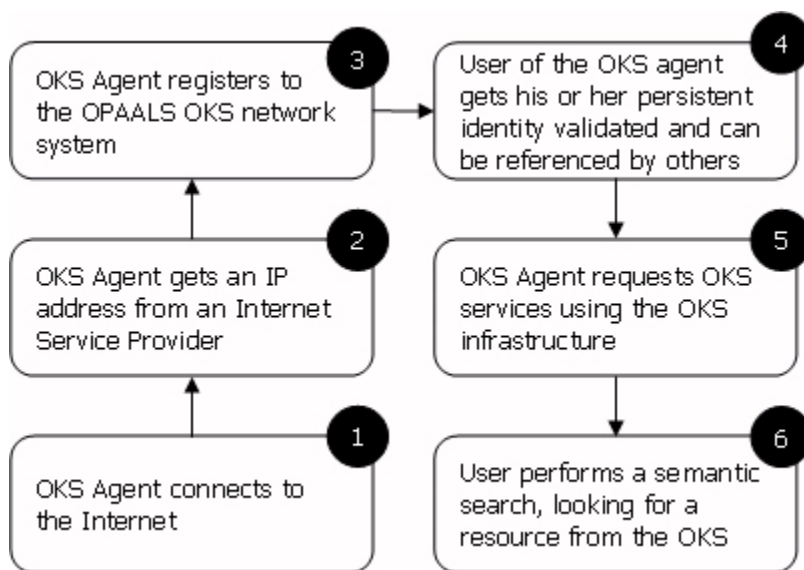 1
OKS Agent connects to
the Internet
2
OKS Agent gets an IP
address from an Internet
Service Provider
3
OKS Agent registers to
the OPAALS OKS network
system
4
User of the OKS agent
gets his or her persistent
identity validated and can
be referenced by others
5
OKS Agent requests OKS
services using the OKS
infrastructure
6
User performs a semantic
search, looking for a
resource from the OKS